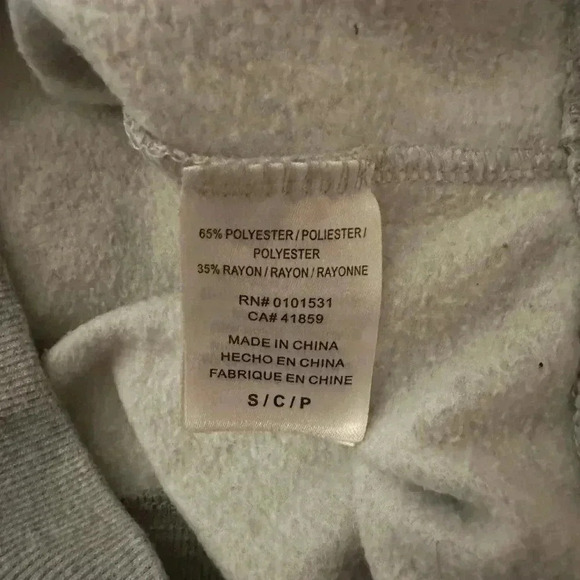 65% POLYESTER / POLIESTER /
POLYESTER
35% RAYON / RAYON / RAYONNE
RN# 0101531
CA# 41859
MADE IN CHINA
HECHO EN CHINA
FABRIQUE EN CHINE
S / C / P